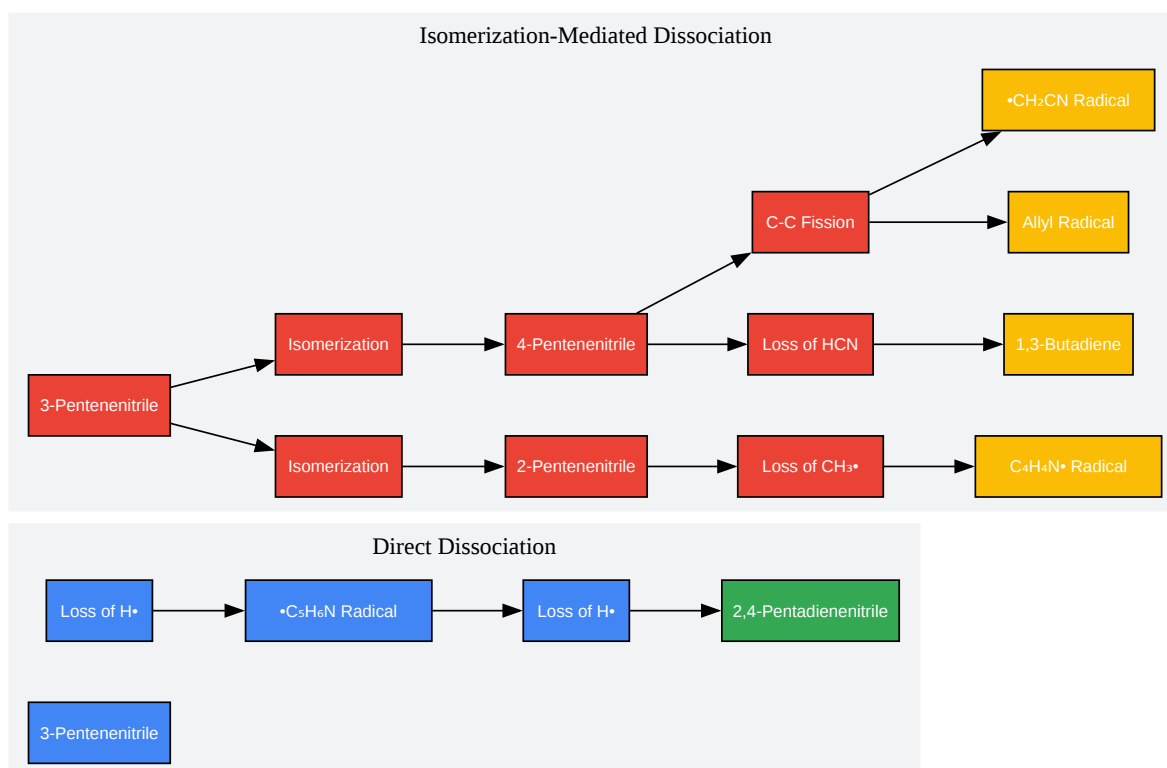 Isomerization-Mediated Dissociation
•CH₂CN Radical
C-C Fission
Allyl Radical
Isomerization
4-Pentenenitrile
Loss of HCN
1,3-Butadiene
3-Pentenenitrile
Isomerization
2-Pentenenitrile
Loss of CH₃•
C₄H₄N• Radical
Direct Dissociation
Loss of H•
•C₅H₆N Radical
Loss of H•
2,4-Pentadienenitrile
3-Pentenenitrile